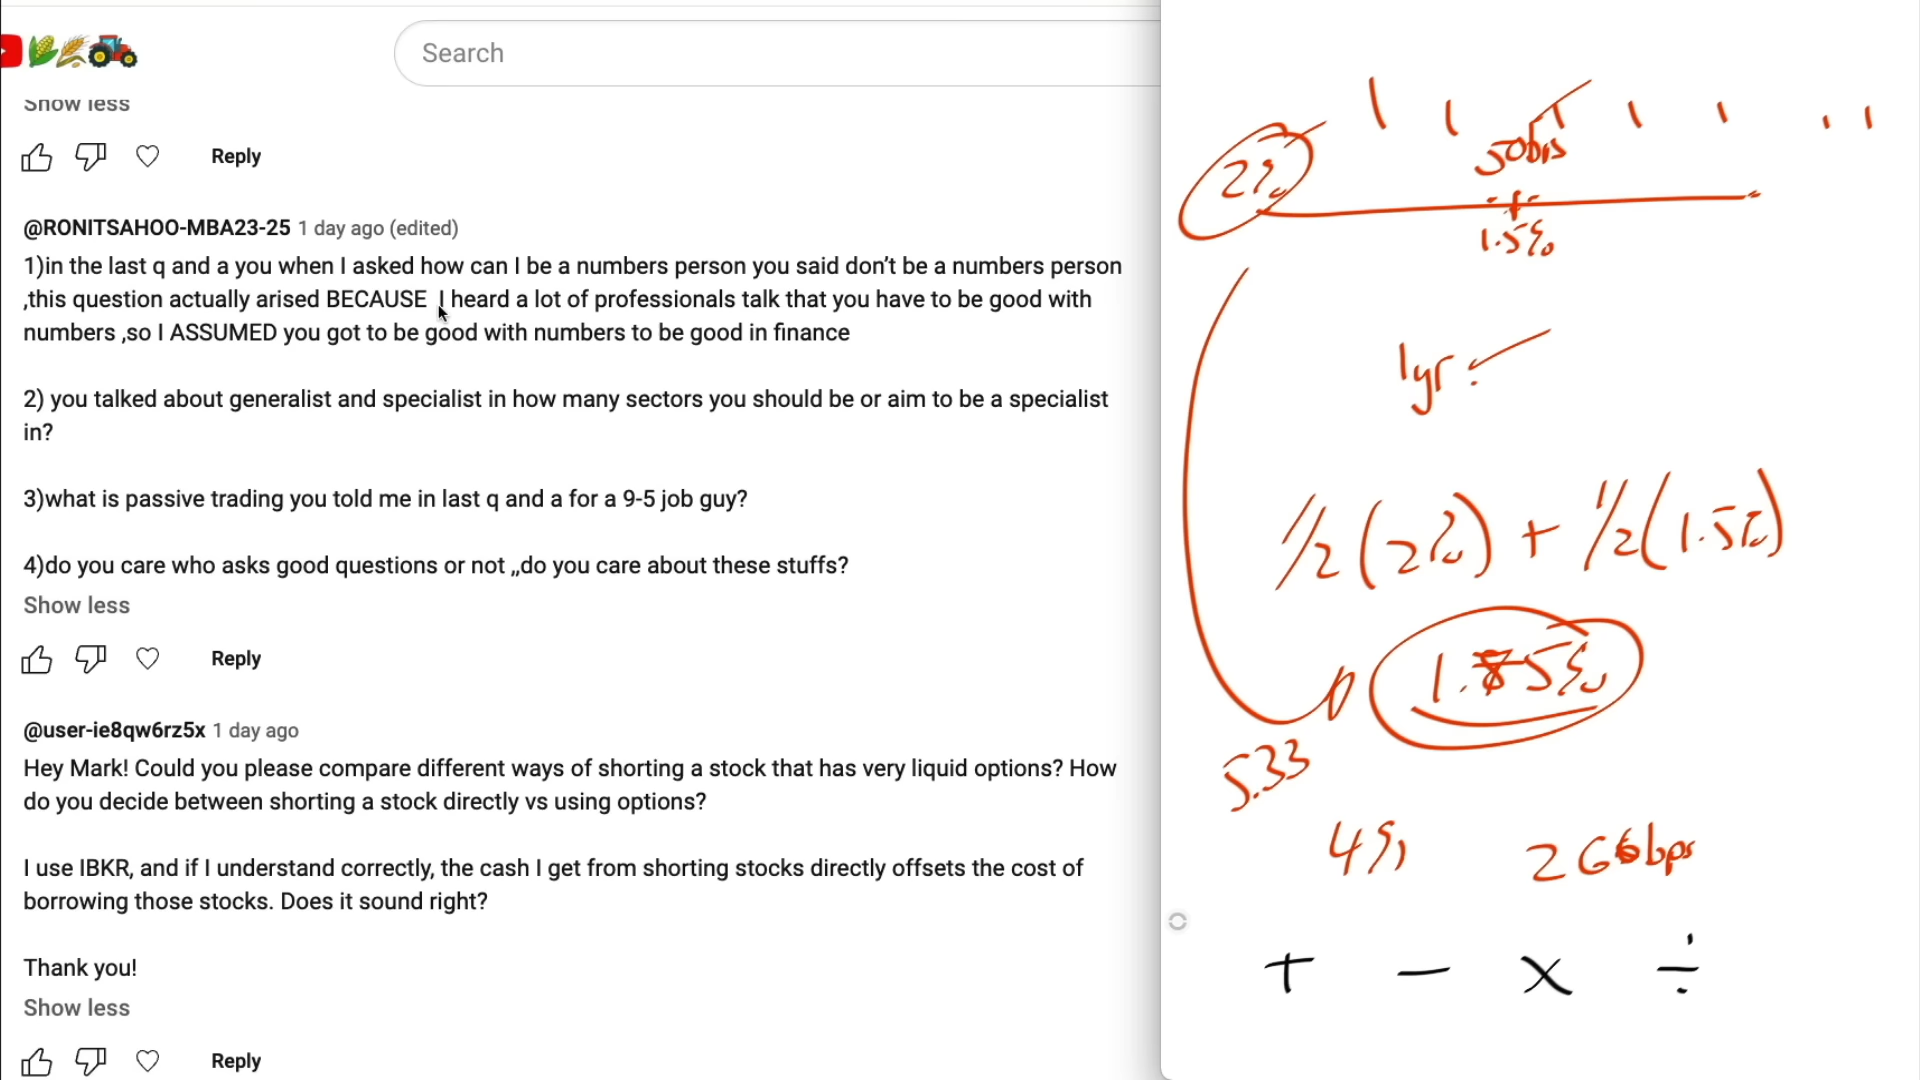 Search
Show less
Reply
@RONITSAHOO-MBA23-25 1 day ago (edited)
1)in the last q and a you when I asked how can I be a numbers person you said don’t be a numbers person
,this question actually arised BECAUSE I heard a lot of professionals talk that you have to be good with
numbers ,so I ASSUMED you got to be good with numbers to be good in finance
2) you talked about generalist and specialist in how many sectors you should be or aim to be a specialist
in?
3)what is passive trading you told me in last q and a for a 9-5 job guy?
4)do you care who asks good questions or not ,,do you care about these stuffs?
Show less
Reply
@user-ie8qw6rz5x 1 day ago
Hey Mark! Could you please compare different ways of shorting a stock that has very liquid options? How
do you decide between shorting a stock directly vs using options?
I use IBKR, and if I understand correctly, the cash I get from shorting stocks directly offsets the cost of
borrowing those stocks. Does it sound right?
Thank you!
Show less
Reply
2%
1.5%
1yr
1/2 (2%) + 1/2 (1.5%)
5.33
+ - x ÷